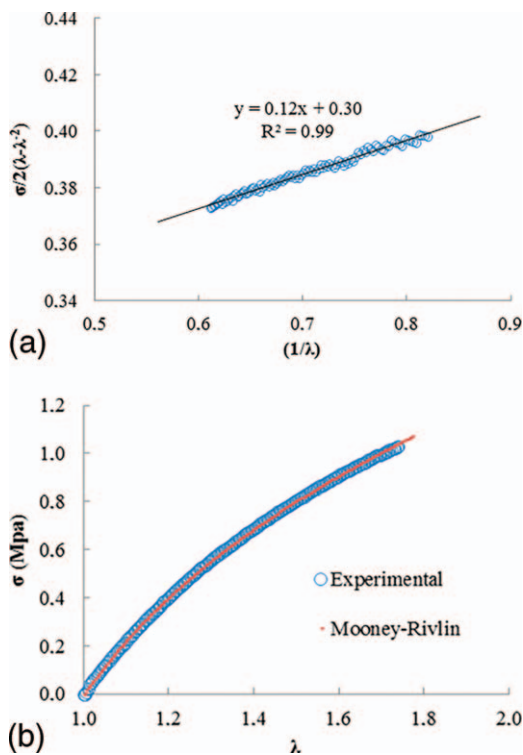 0.44
0.42
0.40
0.38
0.36
0.34
σ/2(λ-λ⁻²)
y = 0.12x + 0.30
R² = 0.99
0.5 0.6 0.7 0.8 0.9
(1/λ)
(a)
1.2
1.0
0.8
0.6
0.4
0.2
0.0
σ (Mpa)
Experimental
Mooney-Rivlin
1.0 1.2 1.4 1.6 1.8 2.0
λ
(b)